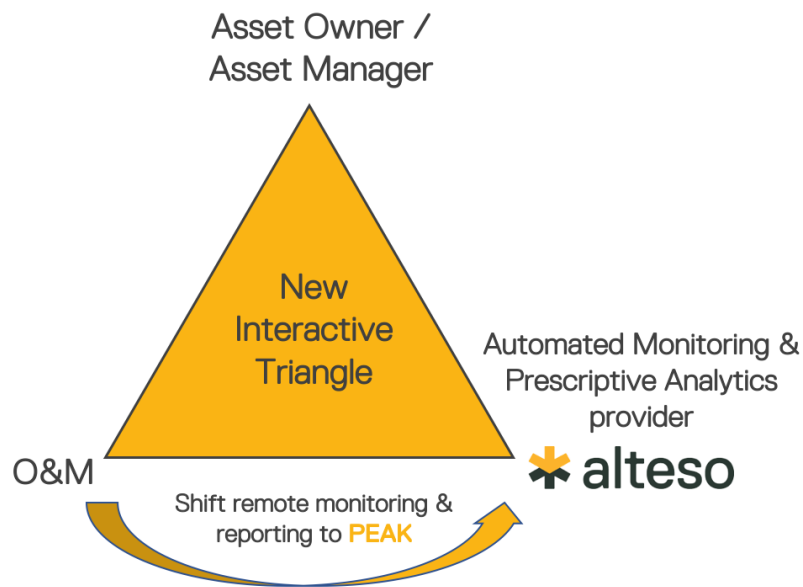 Asset Owner /
Asset Manager
New
Interactive
Triangle
Automated Monitoring &
Prescriptive Analytics
provider
alteso
O&M
Shift remote monitoring &
reporting to PEAK